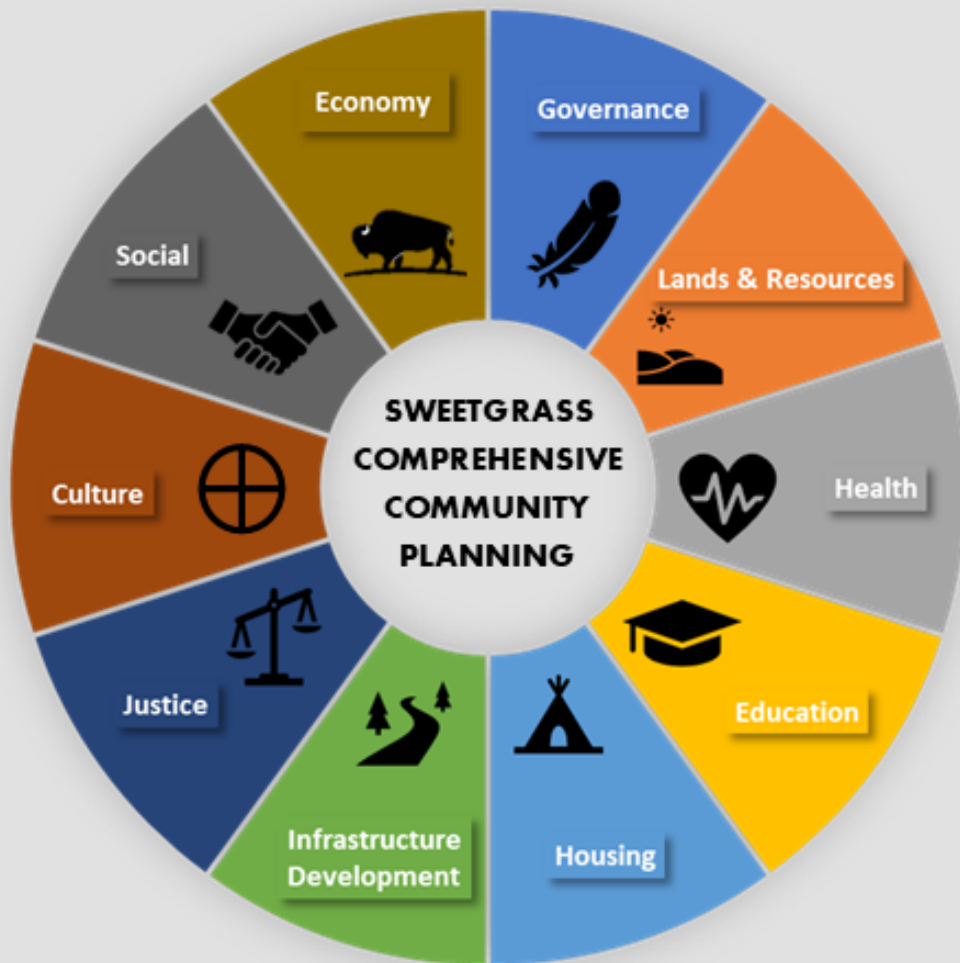 SWEETGRASS
COMPREHENSIVE
COMMUNITY
PLANNING
Governance
Lands & Resources
Health
Education
Housing
Infrastructure
Development
Justice
Culture
Social
Economy